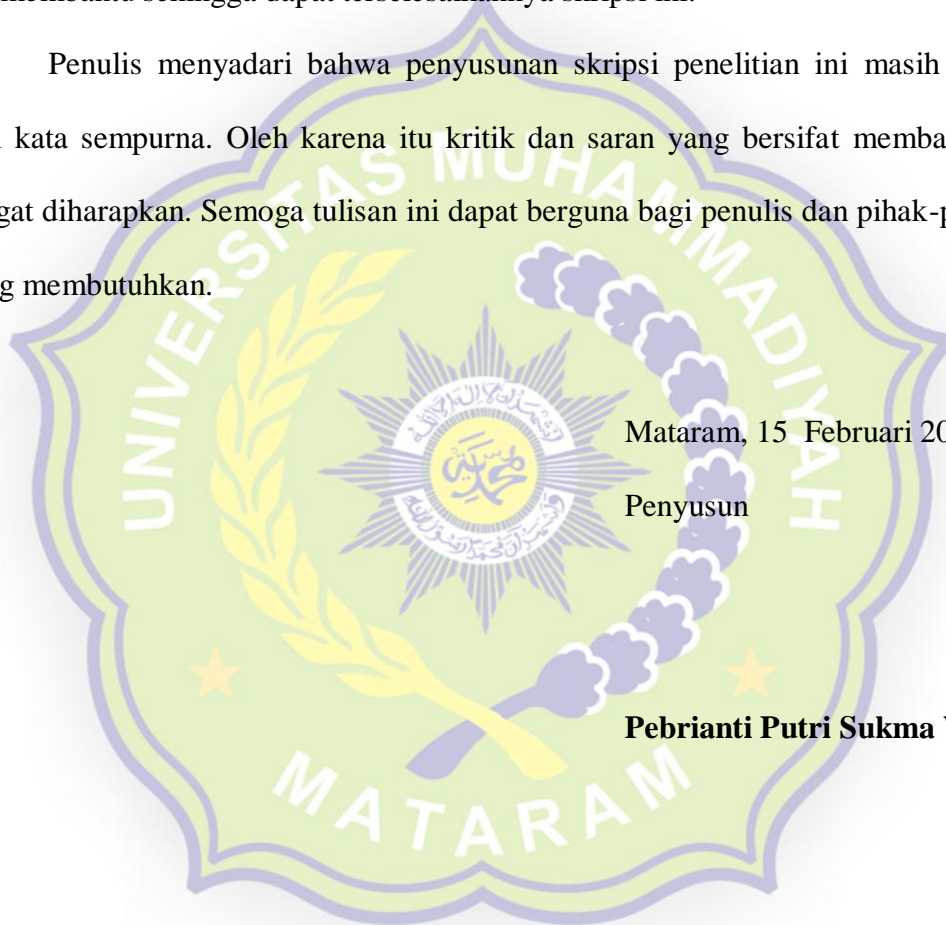 membantu sehingga dapat terselesaikannya skripsi ini.
Penulis menyadari bahwa penyusunan skripsi penelitian ini masih
kata sempurna. Oleh karena itu kritik dan saran yang bersifat memba
gat diharapkan. Semoga tulisan ini dapat berguna bagi penulis dan pihak-p
g membutuhkan.
Mataram, 15 Februari 20
Penyusun
Pebrianti Putri Sukma
UNIVERSITAS MUHAMMADIYAH
MATARAM
محمدية